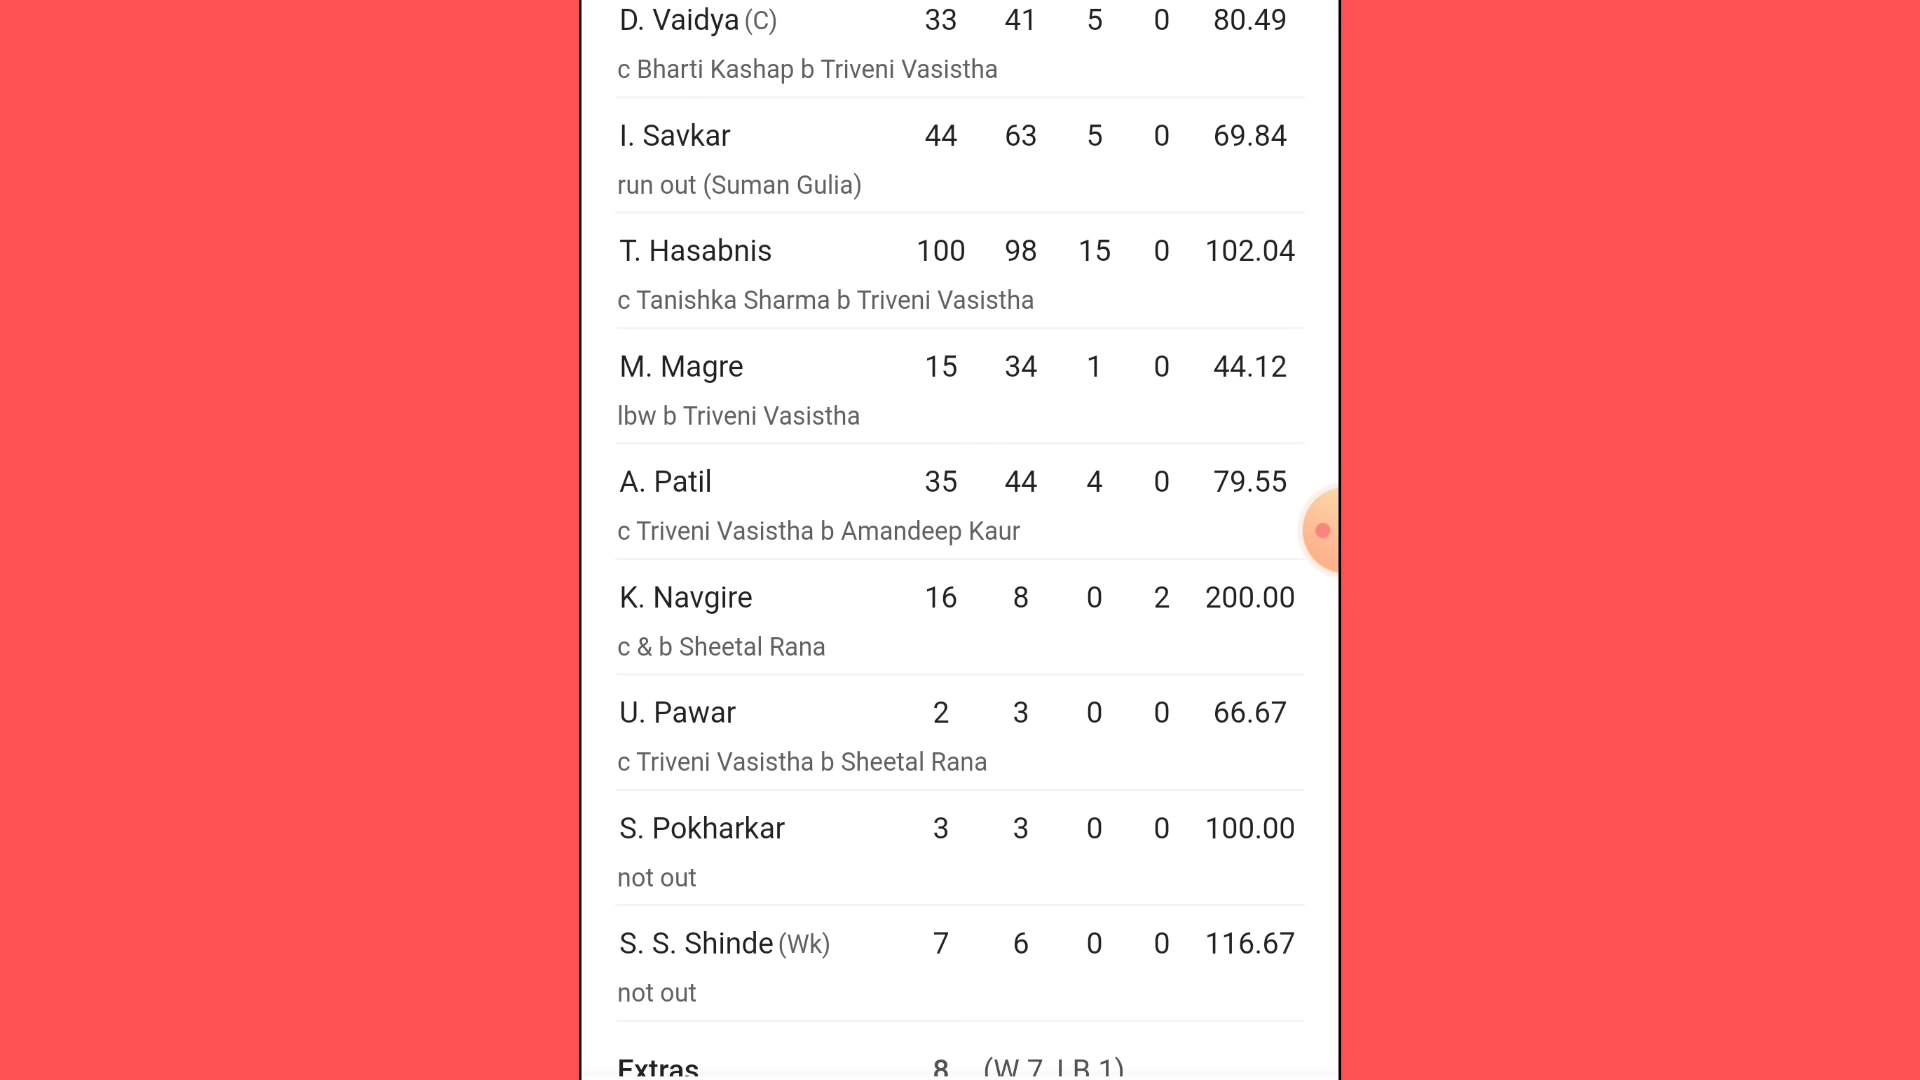 D. Vaidya (C) 33 41 5 0 80.49
c Bharti Kashap b Triveni Vasistha
I. Savkar 44 63 5 0 69.84
run out (Suman Gulia)
T. Hasabnis 100 98 15 0 102.04
c Tanishka Sharma b Triveni Vasistha
M. Magre 15 34 1 0 44.12
lbw b Triveni Vasistha
A. Patil 35 44 4 0 79.55
c Triveni Vasistha b Amandeep Kaur
K. Navgire 16 8 0 2 200.00
c & b Sheetal Rana
U. Pawar 2 3 0 0 66.67
c Triveni Vasistha b Sheetal Rana
S. Pokharkar 3 3 0 0 100.00
not out
S. S. Shinde (Wk) 7 6 0 0 116.67
not out
Extras 8 (W 7, LB 1)